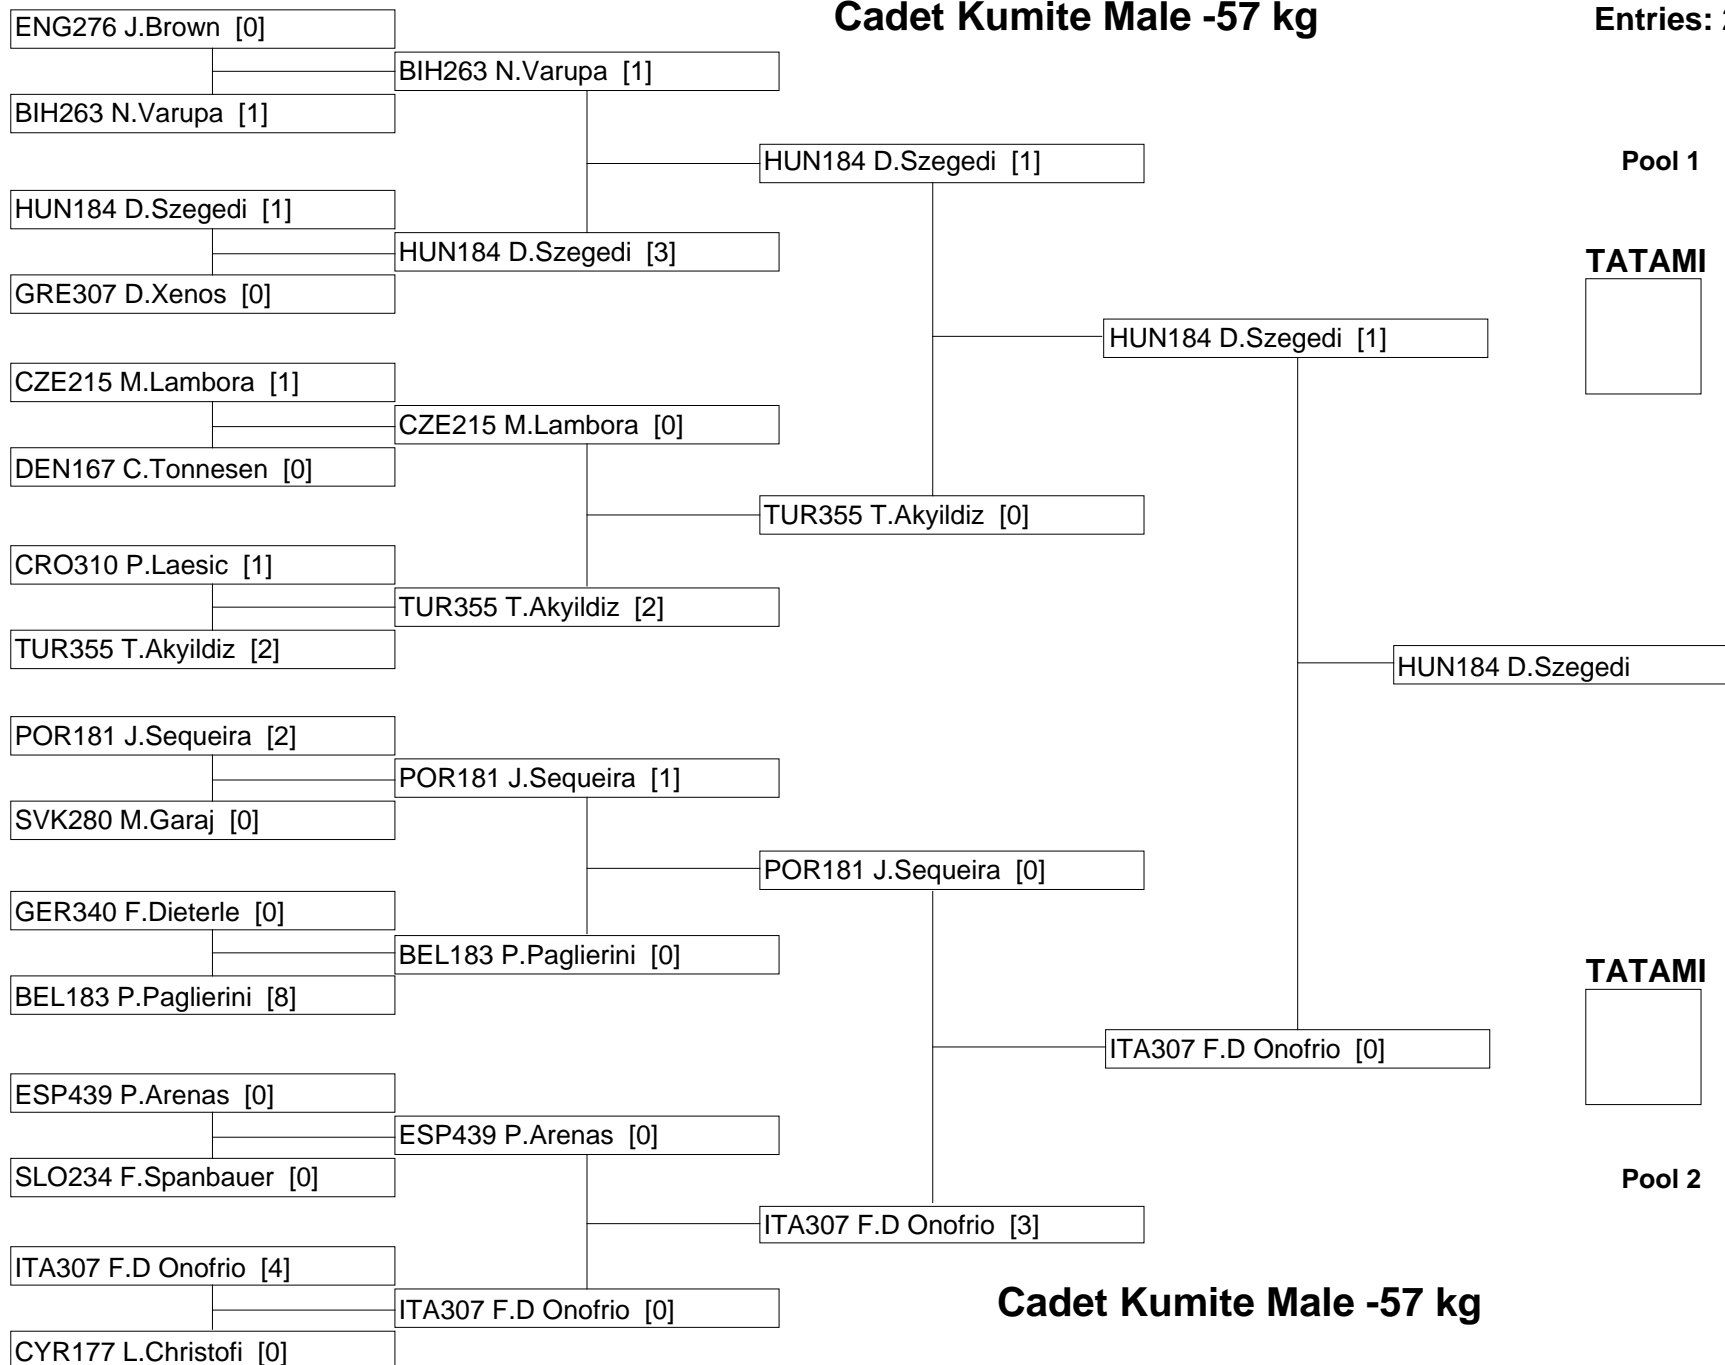 Cadet Kumite Male -57 kg
Entries: 2
ENG276 J.Brown [0]
BIH263 N.Varupa [1]
BIH263 N.Varupa [1]
HUN184 D.Szegedi [1]
Pool 1
HUN184 D.Szegedi [1]
HUN184 D.Szegedi [3]
GRE307 D.Xenos [0]
TATAMI
HUN184 D.Szegedi [1]
CZE215 M.Lambora [1]
CZE215 M.Lambora [0]
DEN167 C.Tonnesen [0]
TUR355 T.Akyildiz [0]
CRO310 P.Laesic [1]
TUR355 T.Akyildiz [2]
TUR355 T.Akyildiz [2]
HUN184 D.Szegedi
POR181 J.Sequeira [2]
POR181 J.Sequeira [1]
SVK280 M.Garaj [0]
POR181 J.Sequeira [0]
GER340 F.Dieterle [0]
BEL183 P.Paglierini [0]
BEL183 P.Paglierini [8]
TATAMI
ITA307 F.D Onofrio [0]
ESP439 P.Arenas [0]
ESP439 P.Arenas [0]
SLO234 F.Spanbauer [0]
Pool 2
ITA307 F.D Onofrio [3]
ITA307 F.D Onofrio [4]
ITA307 F.D Onofrio [0]
Cadet Kumite Male -57 kg
CYR177 L.Christofi [0]